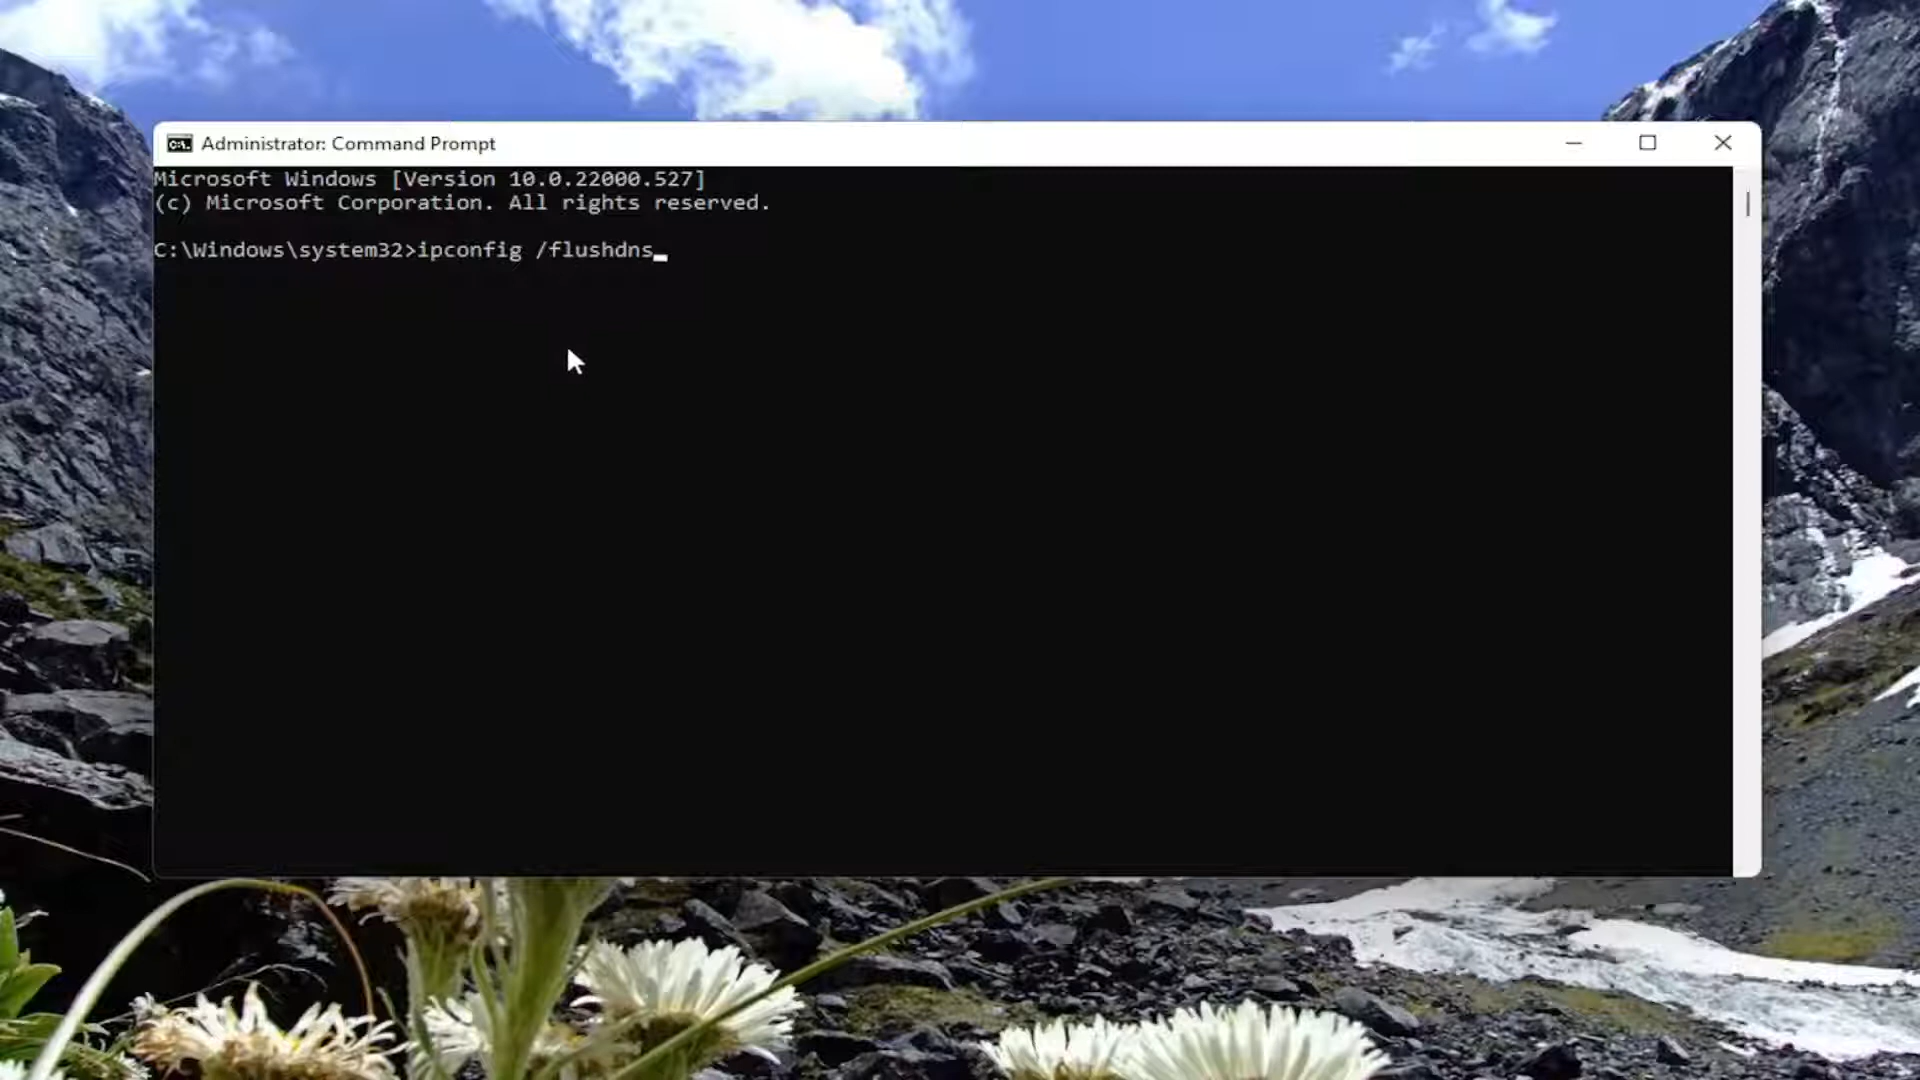 Administrator: Command Prompt
Microsoft Windows [Version 10.0.22000.527]
(c) Microsoft Corporation. All rights reserved.
C:\Windows\system32>ipconfig /flushdns